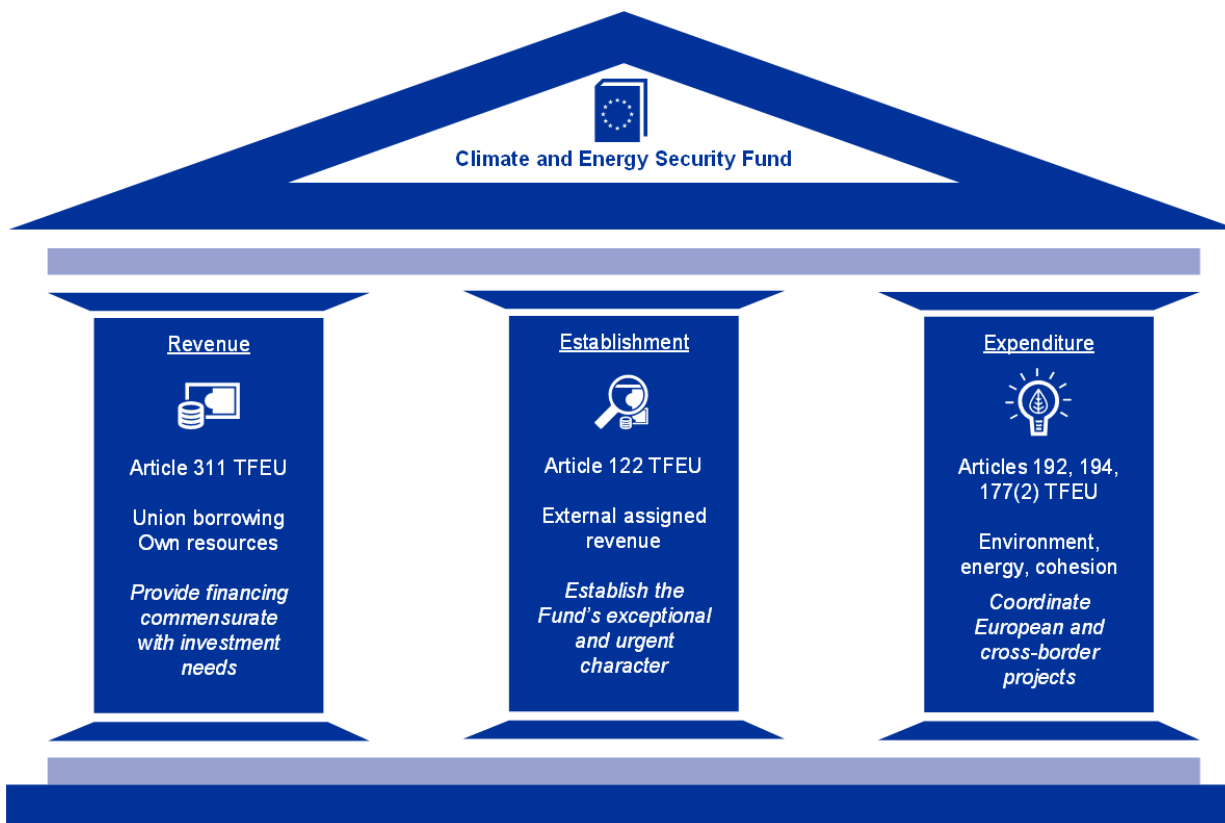 Climate and Energy Security Fund
Revenue
Article 311 TFEU
Union borrowing
Own resources
Provide financing
commensurate
with investment
needs
Establishment
Article 122 TFEU
External assigned
revenue
Establish the
Fund's exceptional
and urgent
character
Expenditure
Articles 192, 194,
177(2) TFEU
Environment,
energy, cohesion
Coordinate
European and
cross-border
projects